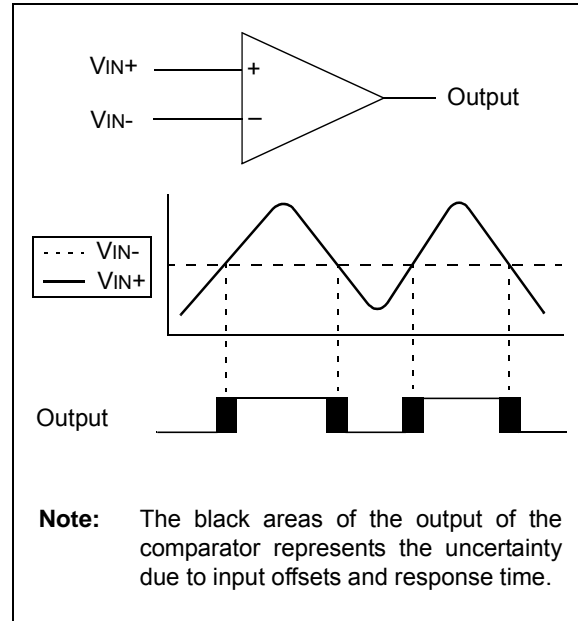 VIN+
+
Output
VIN-
–
VIN-
VIN+
Output
Note: The black areas of the output of the
comparator represents the uncertainty
due to input offsets and response time.